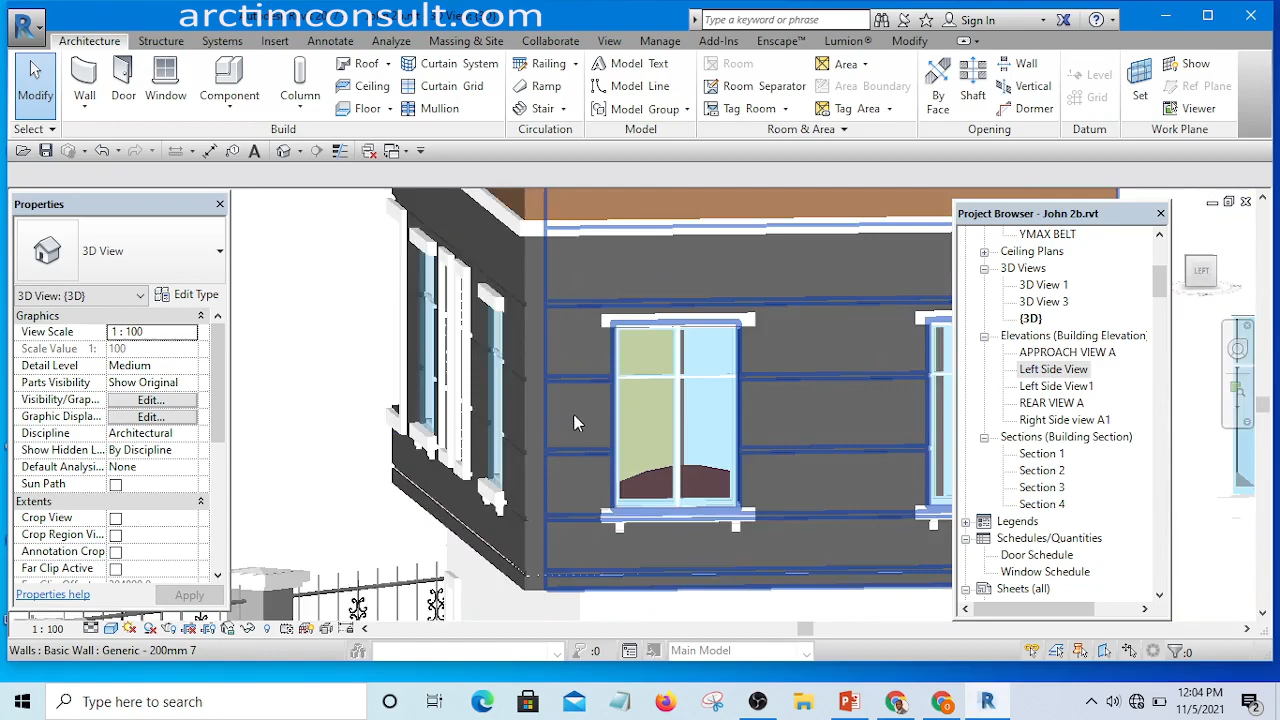 arctimconsult.com
Type a keyword or phrase
Sign In
Architecture
Structure
Systems
Insert
Annotate
Analyze
Massing & Site
Collaborate
View
Manage
Add-Ins
Enscape™
Lumion®
Modify
Modify
Wall
Door
Window
Component
Column
Roof
Ceiling
Floor
Curtain System
Curtain Grid
Mullion
Railing
Ramp
Stair
Model Text
Model Line
Model Group
Room
Room Separator
Tag Room
Area
Area Boundary
Tag Area
By
Face
Shaft
Wall
Vertical
Dormer
Level
Grid
Set
Show
Ref Plane
Viewer
Select
Build
Circulation
Model
Room & Area
Opening
Datum
Work Plane
Properties
3D View
3D View: {3D}
Edit Type
Graphics
View Scale 1 : 100
Scale Value 1: 100
Detail Level Medium
Parts Visibility Show Original
Visibility/Grap... Edit...
Graphic Displa... Edit...
Discipline Architectural
Show Hidden L... By Discipline
Default Analysi... None
Sun Path
Extents
Crop View
Crop Region Vi...
Annotation Crop
Far Clip Active
Properties help
Apply
LEFT
Project Browser - John 2b.rvt
YMAX BELT
Ceiling Plans
3D Views
3D View 1
3D View 3
{3D}
Elevations (Building Elevation
APPROACH VIEW A
Left Side View
Left Side View1
REAR VIEW A
Right Side view A1
Sections (Building Section)
Section 1
Section 2
Section 3
Section 4
Legends
Schedules/Quantities
Door Schedule
Window Schedule
Sheets (all)
1 : 100
Walls : Basic Wall : Generic - 200mm 7
:0
Main Model
:0
Type here to search
12:04 PM
11/5/2021
2